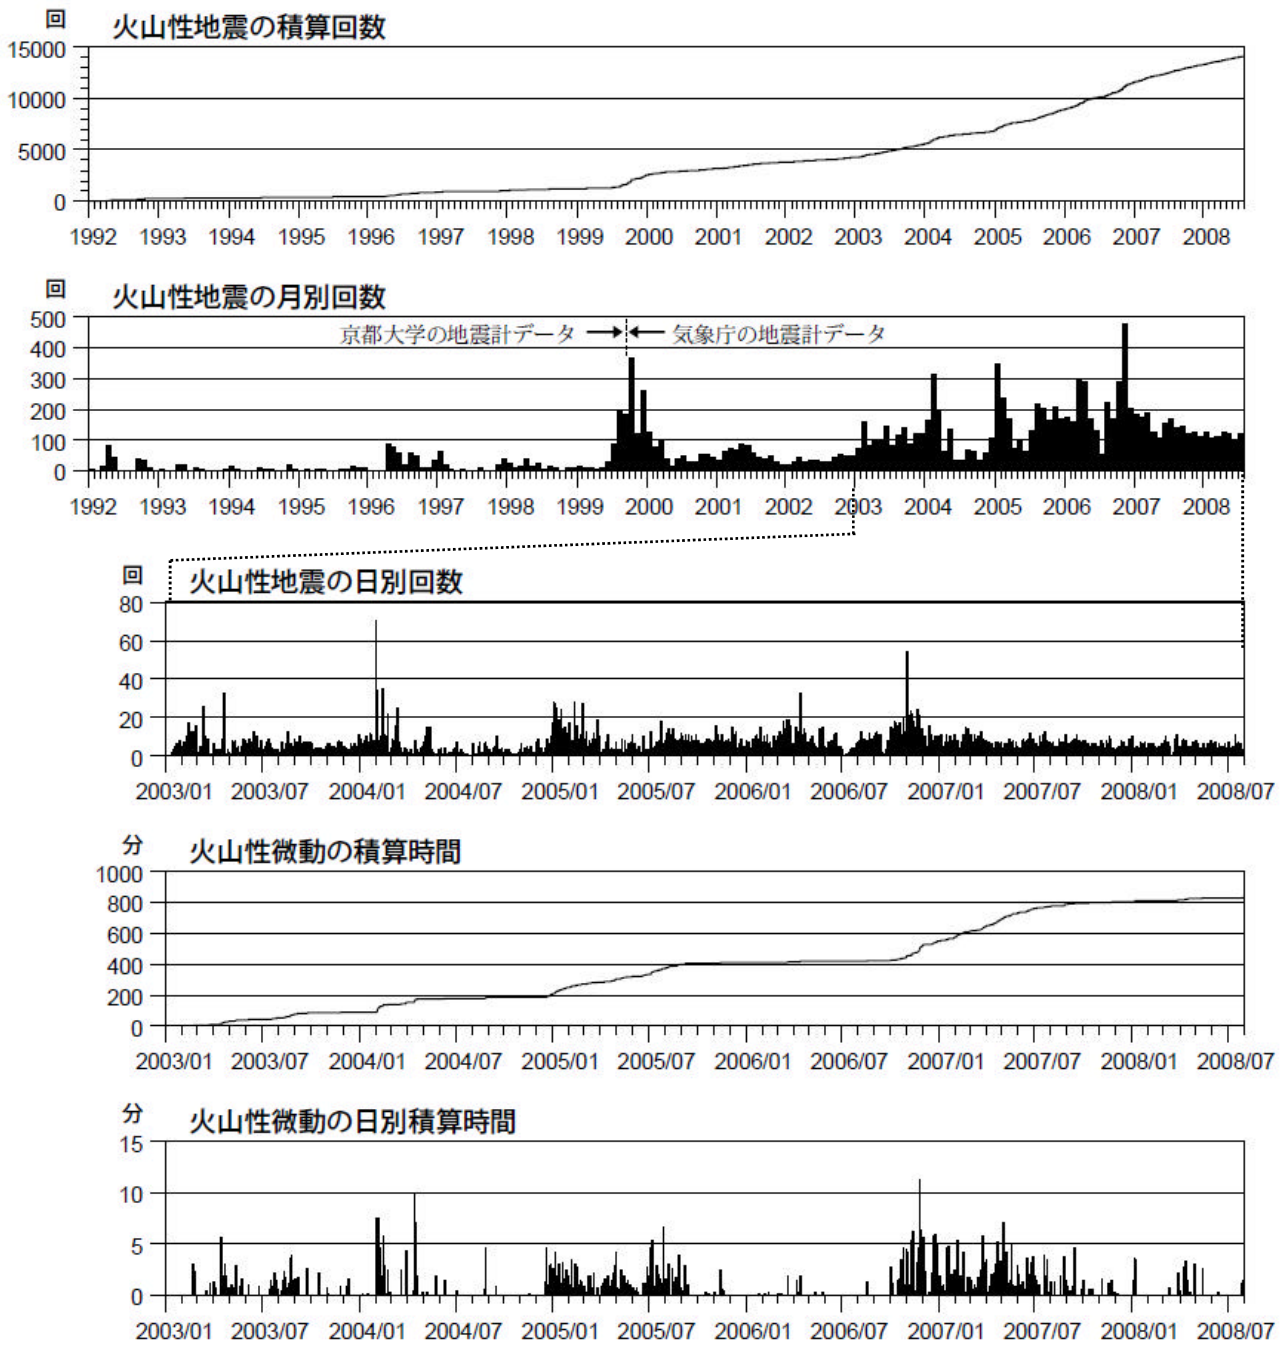 回
火山性地震の積算回数
15000
10000
5000
0
1992 1993 1994 1995 1996 1997 1998 1999 2000 2001 2002 2003 2004 2005 2006 2007 2008
回
火山性地震の月別回数
500
京都大学の地震計データ 気象庁の地震計データ
400
300
200
100
0
1992 1993 1994 1995 1996 1997 1998 1999 2000 2001 2002 2003 2004 2005 2006 2007 2008
回
火山性地震の日別回数
80
60
40
20
0
2003/01 2003/07 2004/01 2004/07 2005/01 2005/07 2006/01 2006/07 2007/01 2007/07 2008/01 2008/07
分
火山性微動の積算時間
1000
800
600
400
200
0
2003/01 2003/07 2004/01 2004/07 2005/01 2005/07 2006/01 2006/07 2007/01 2007/07 2008/01 2008/07
分
火山性微動の日別積算時間
15
10
5
0
2003/01 2003/07 2004/01 2004/07 2005/01 2005/07 2006/01 2006/07 2007/01 2007/07 2008/01 2008/07